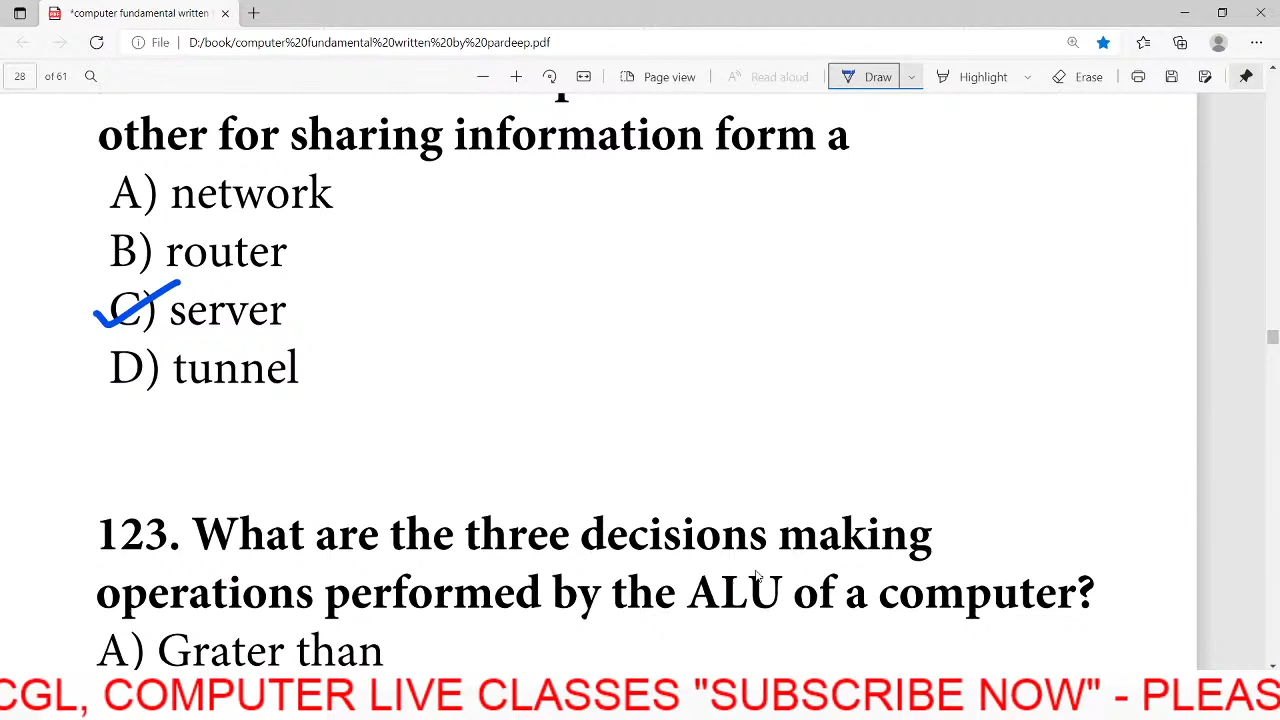 *computer fundamental written
File D:/book/computer%20fundamental%20written%20by%20pardeep.pdf
28 of 61 Page view Read aloud Draw Highlight Erase
other for sharing information form a
A) network
B) router
C) server
D) tunnel
123. What are the three decisions making
operations performed by the ALU of a computer?
A) Grater than
CGL, COMPUTER LIVE CLASSES "SUBSCRIBE NOW" - PLEAS